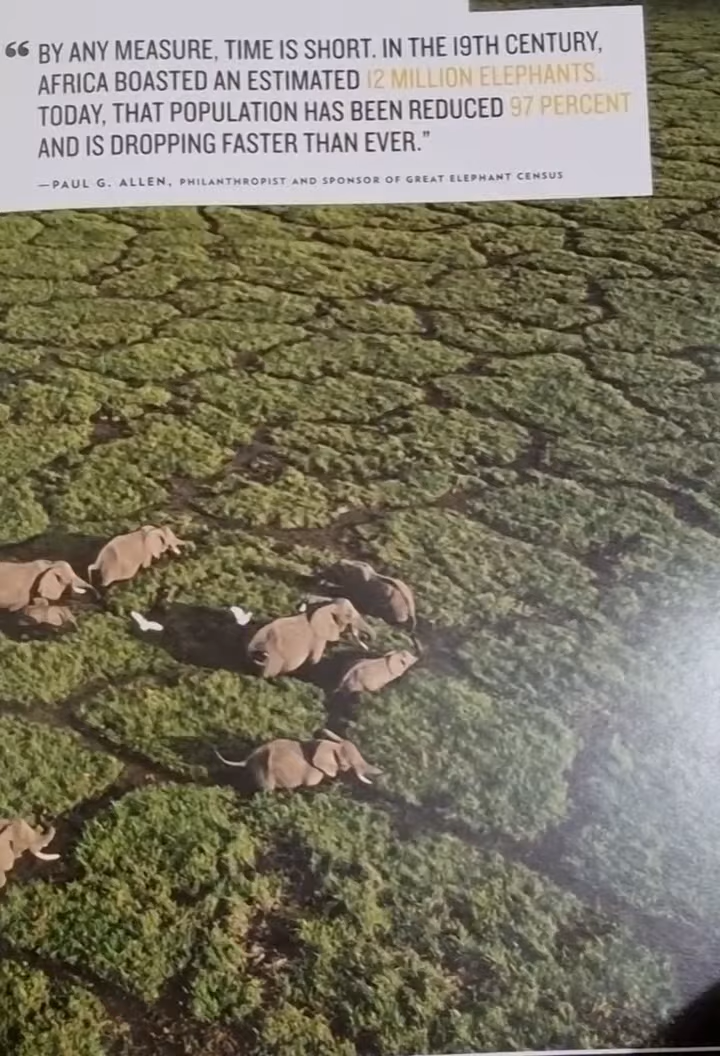 “ BY ANY MEASURE, TIME IS SHORT. IN THE 19TH CENTURY,
AFRICA BOASTED AN ESTIMATED 12 MILLION ELEPHANTS.
TODAY, THAT POPULATION HAS BEEN REDUCED 97 PERCENT
AND IS DROPPING FASTER THAN EVER.”
—PAUL G. ALLEN, PHILANTHROPIST AND SPONSOR OF GREAT ELEPHANT CENSUS